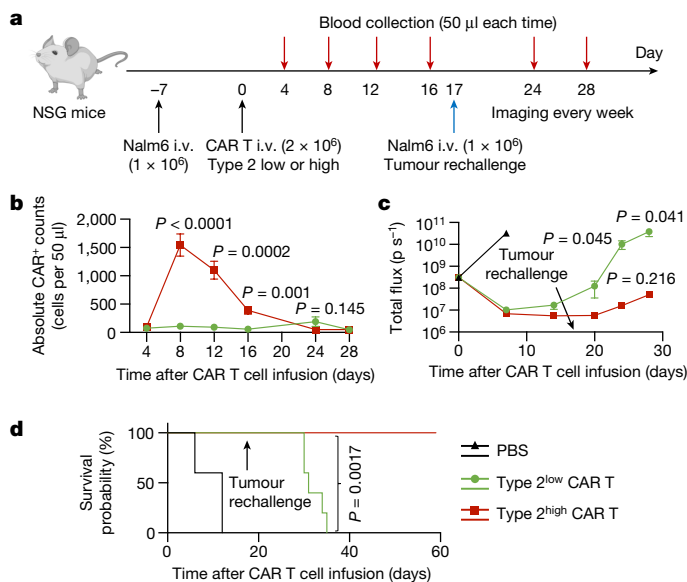 a
Blood collection (50 µl each time)
Day
NSG mice
–7 0 4 8 12 16 17 24 28
Nalm6 i.v.
(1 × 10⁶)
CAR T i.v. (2 × 10⁶)
Type 2 low or high
Nalm6 i.v. (1 × 10⁶)
Tumour rechallenge
Imaging every week
b
Absolute CAR⁺ counts
(cells per 50 µl)
2,000
1,500
1,000
500
0
P < 0.0001
P = 0.0002
P = 0.001
P = 0.145
4 8 12 16 20 24 28
Time after CAR T cell infusion (days)
c
Total flux (p s⁻¹)
10¹¹
10¹⁰
10⁹
10⁸
10⁷
10⁶
P = 0.041
P = 0.045
Tumour
rechallenge
P = 0.216
0 10 20 30
Time after CAR T cell infusion (days)
d
Survival
probability (%)
100
50
0
Tumour
rechallenge
P = 0.0017
0 20 40 60
Time after CAR T cell infusion (days)
PBS
Type 2ˡᵒʷ CAR T
Type 2ʰⁱᵍʰ CAR T